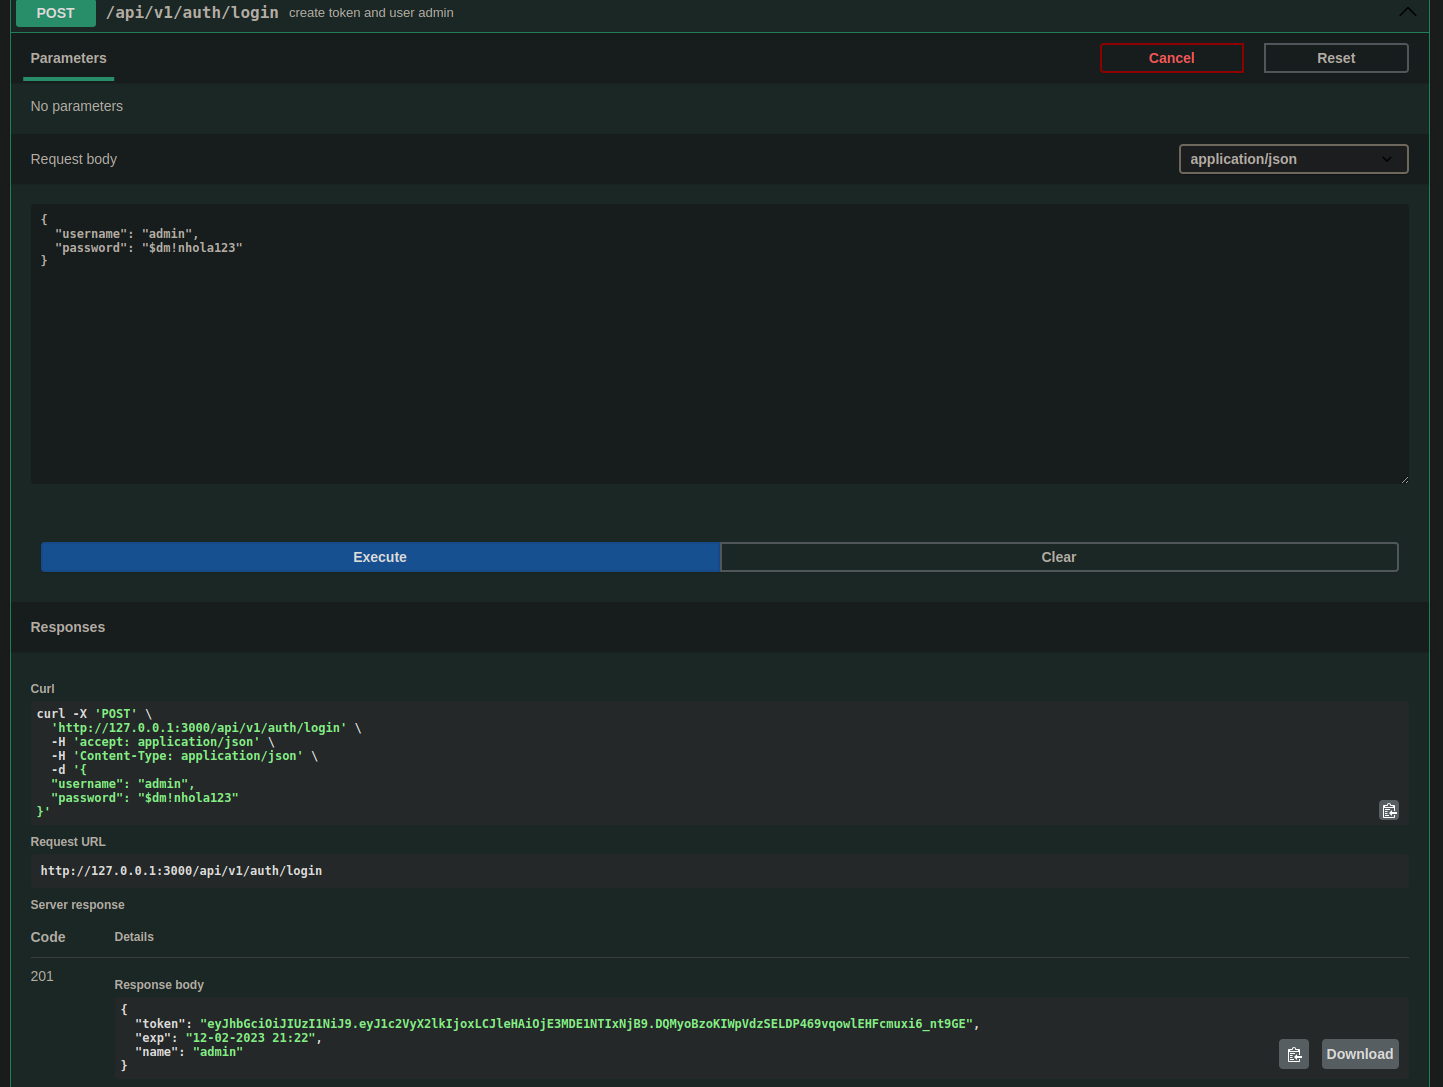 POST /api/v1/auth/login create token and user admin
Parameters
Cancel
Reset
No parameters
Request body
application/json
{
"username": "admin",
"password": "$dm!nhola123"
}
Execute
Clear
Responses
Curl
curl -X 'POST' \
'http://127.0.0.1:3000/api/v1/auth/login' \
-H 'accept: application/json' \
-H 'Content-Type: application/json' \
-d '{
"username": "admin",
"password": "$dm!nhola123"
}'
Request URL
http://127.0.0.1:3000/api/v1/auth/login
Server response
Code Details
201
Response body
{
"token": "eyJhbGciOiJIUzI1NiJ9.eyJ1c2VyX2lkIjoxLCJleHAiOjE3MDE1NTIxNjB9.DQMyoBzoKIWpVdzSELDP469vqowlEHFcmuxi6_nt9GE",
"exp": "12-02-2023 21:22",
"name": "admin"
}
Download